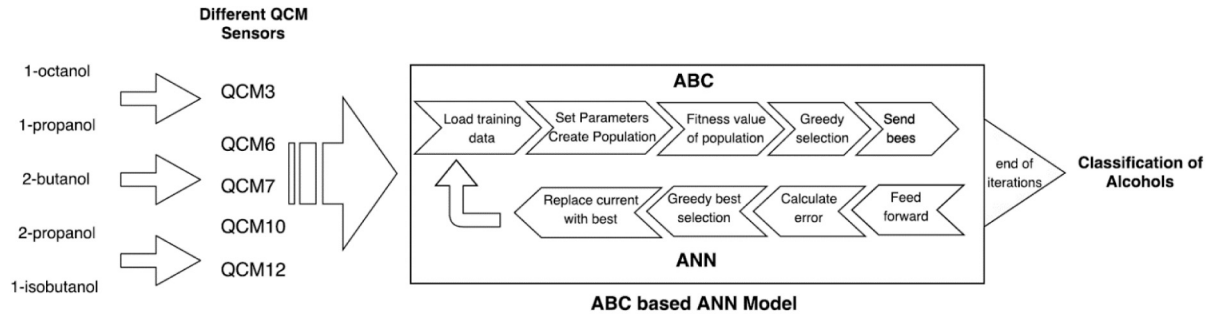 Different QCM
Sensors
1-octanol
1-propanol
2-butanol
2-propanol
1-isobutanol
QCM3
QCM6
QCM7
QCM10
QCM12
ABC
Load training
data
Set Parameters
Create Population
Fitness value
of population
Greedy
selection
Send
bees
Feed
forward
Calculate
error
Greedy best
selection
Replace current
with best
ANN
ABC based ANN Model
end of
iterations
Classification of
Alcohols